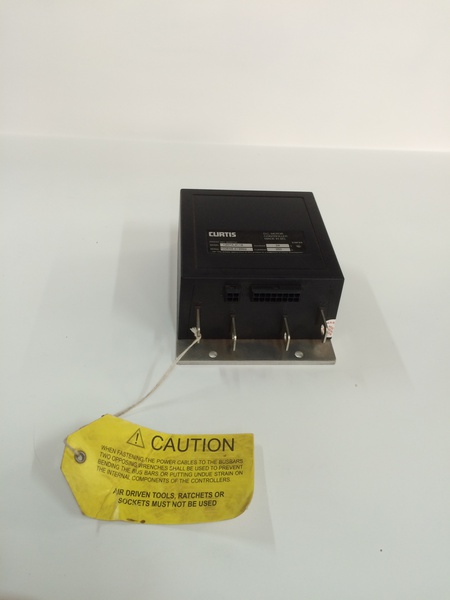 CURTIS
CAUTION
WHEN FASTENING THE POWER CABLES TO THE BUSBARS
TWO OPPOSING WRENCHES SHALL BE USED TO PREVENT
BENDING THE BUS BARS OR PUTTING UNDUE STRAIN ON
THE INTERNAL COMPONENTS OF THE CONTROLLERS
AIR DRIVEN TOOLS, RATCHETS OR
SOCKETS MUST NOT BE USED